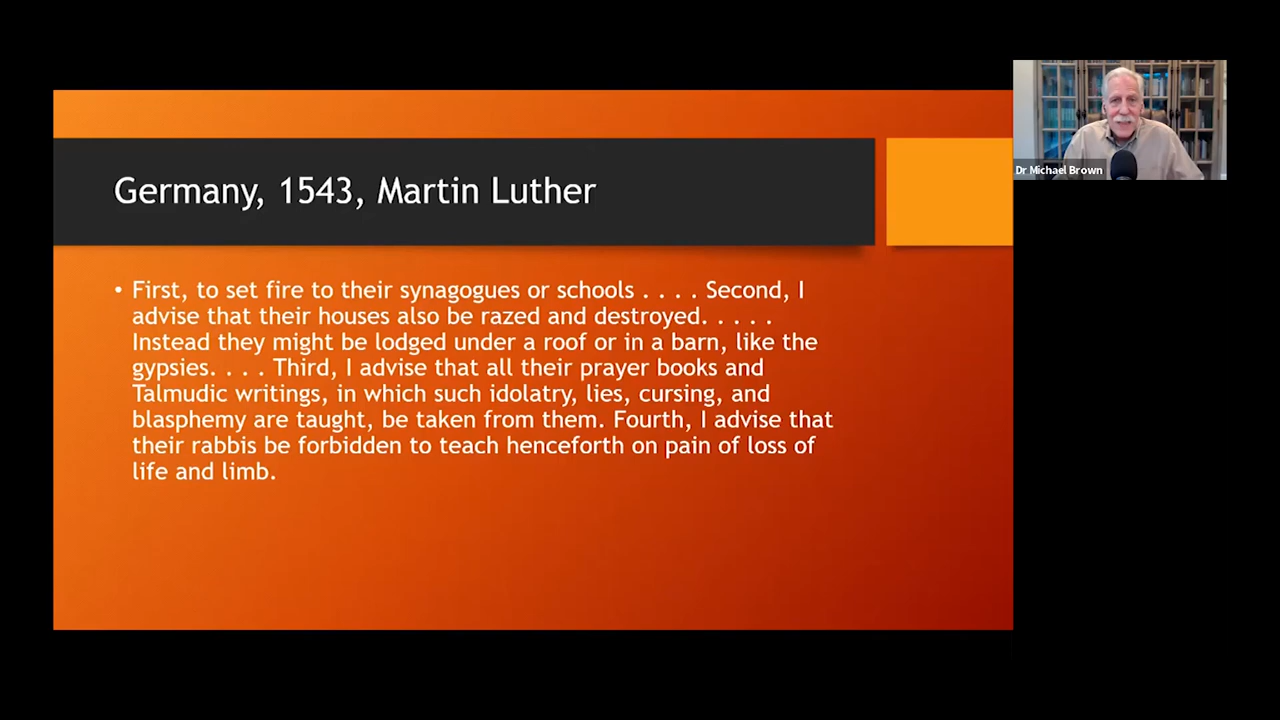 Germany, 1543, Martin Luther
• First, to set fire to their synagogues or schools . . . . Second, I
advise that their houses also be razed and destroyed. . . . .
Instead they might be lodged under a roof or in a barn, like the
gypsies. . . . Third, I advise that all their prayer books and
Talmudic writings, in which such idolatry, lies, cursing, and
blasphemy are taught, be taken from them. Fourth, I advise that
their rabbis be forbidden to teach henceforth on pain of loss of
life and limb.
Dr Michael Brown